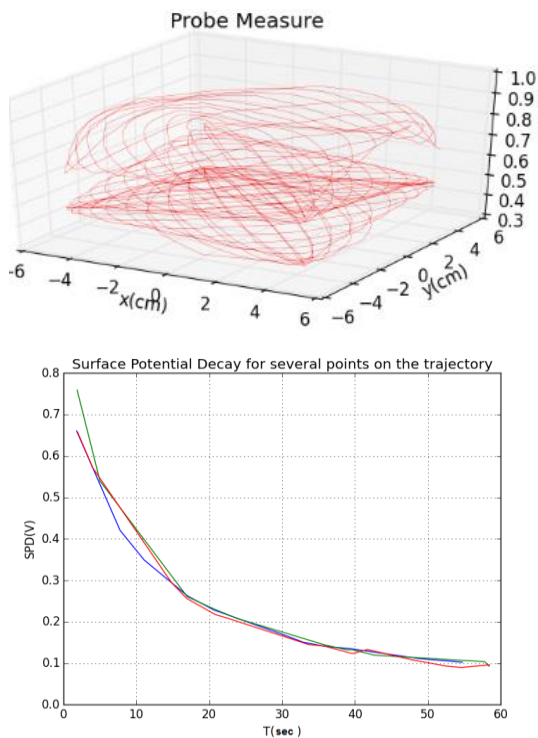 Probe Measure
1.0
0.9
0.8
0.7
0.6
0.5
0.4
0.3
-6 -4 -2 0 2 4 6
x(cm)
-6 -4 -2 0 2 4 6
y(cm)
Surface Potential Decay for several points on the trajectory
0.8
0.7
0.6
0.5
0.4
0.3
0.2
0.1
0.0
SPD(V)
0 10 20 30 40 50 60
T(sec )